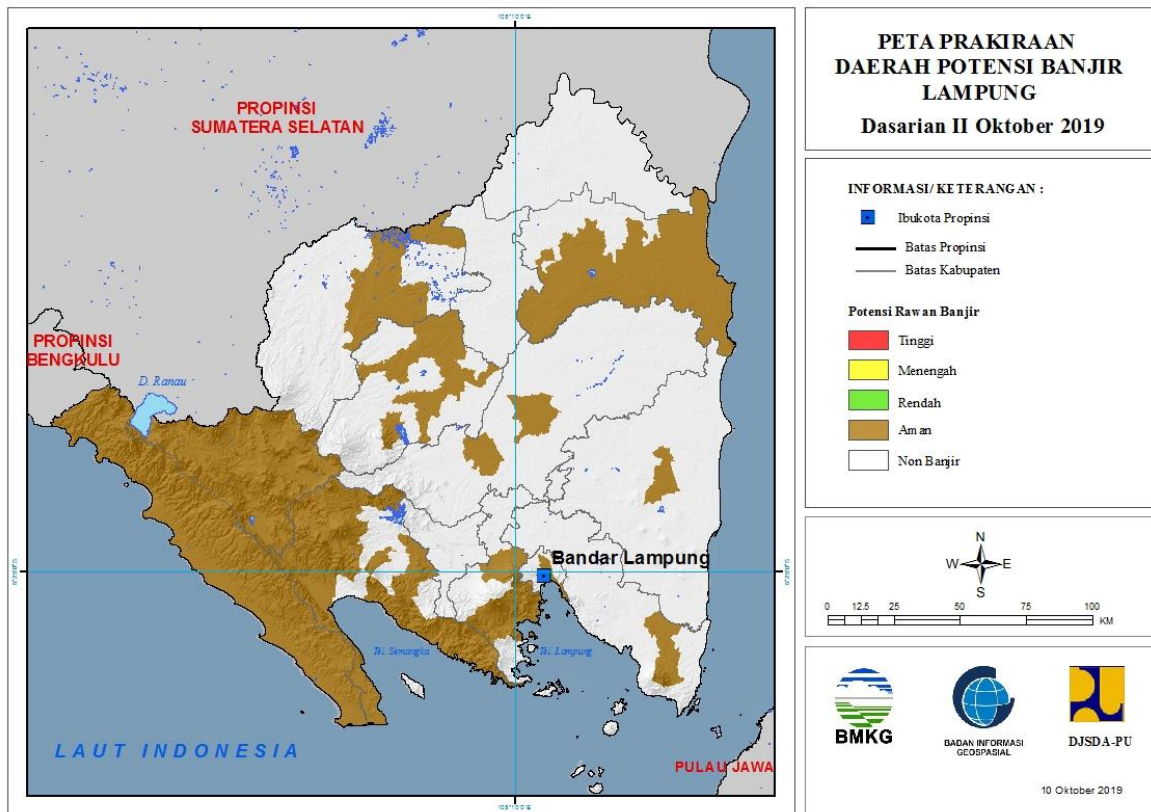 PROPINSI
SUMATERA SELATAN
PROPINSI
BENGKULU
D. Ranau
Bandar Lampung
Tel. Semangka
Tel. Lampung
LAUT INDONESIA
PULAU JAWA
PETA PRAKIRAAN
DAERAH POTENSI BANJIR
LAMPUNG
Dasarian II Oktober 2019
INFORMASI/KETERANGAN :
Ibukota Propinsi
Batas Propinsi
Batas Kabupaten
Potensi Rawan Banjir
Tinggi
Menengah
Rendah
Aman
Non Banjir
N
W E
S
0 12.5 25 50 75 100
KM
BMKG
BADAN INFORMASI
GEOSPASIAL
DJSDA-PU
10 Oktober 2019